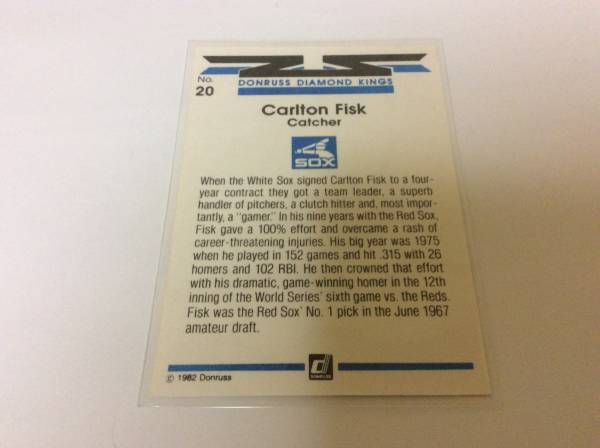 No.
20
DONRUSS DIAMOND KINGS
Carlton Fisk
Catcher
SOX
When the White Sox signed Carlton Fisk to a four-
year contract they got a team leader, a superb
handler of pitchers, a clutch hitter and, most impor-
tantly, a "gamer." In his nine years with the Red Sox,
Fisk gave a 100% effort and overcame a rash of
career-threatening injuries. His big year was 1975
when he played in 152 games and hit .315 with 26
homers and 102 RBI. He then crowned that effort
with his dramatic, game-winning homer in the 12th
inning of the World Series' sixth game vs. the Reds.
Fisk was the Red Sox' No. 1 pick in the June 1967
amateur draft.
© 1982 Donruss
DONRUSS